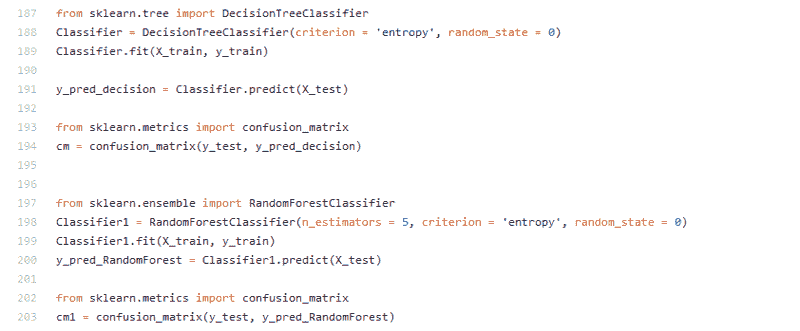 187 from sklearn.tree import DecisionTreeClassifier
188 Classifier = DecisionTreeClassifier(criterion = 'entropy', random_state = 0)
189 Classifier.fit(X_train, y_train)
190
191 y_pred_decision = Classifier.predict(X_test)
192
193 from sklearn.metrics import confusion_matrix
194 cm = confusion_matrix(y_test, y_pred_decision)
195
196
197 from sklearn.ensemble import RandomForestClassifier
198 Classifier1 = RandomForestClassifier(n_estimators = 5, criterion = 'entropy', random_state = 0)
199 Classifier1.fit(X_train, y_train)
200 y_pred_RandomForest = Classifier1.predict(X_test)
201
202 from sklearn.metrics import confusion_matrix
203 cm1 = confusion_matrix(y_test, y_pred_RandomForest)